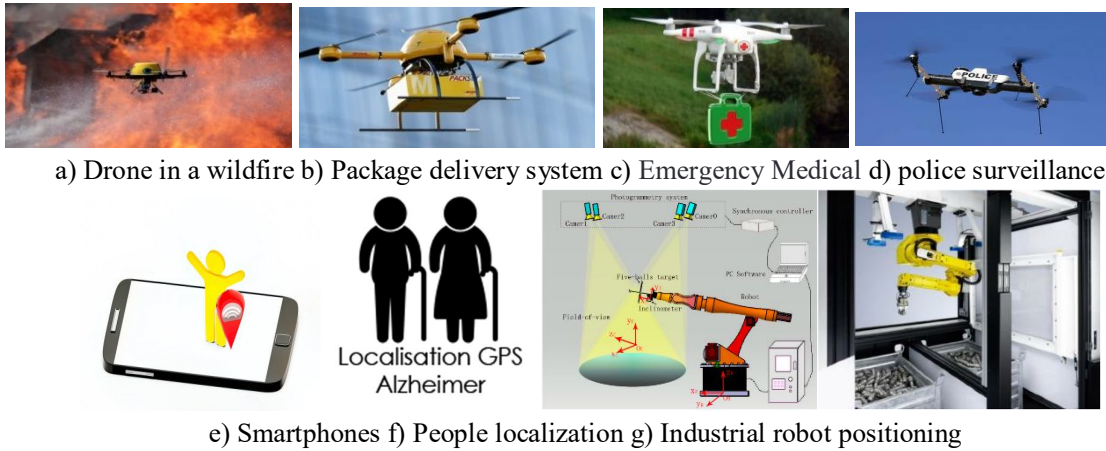 M
PACKS
POLICE
a) Drone in a wildfire b) Package delivery system c) Emergency Medical d) police surveillance
Localisation GPS
Alzheimer
Photogrammetry system
Camer2
Camer1
Camer0
Camer3
Synchronous controller
PC Software
Five-balls target
Inclinometer
Robot
Field-of-view
e) Smartphones f) People localization g) Industrial robot positioning